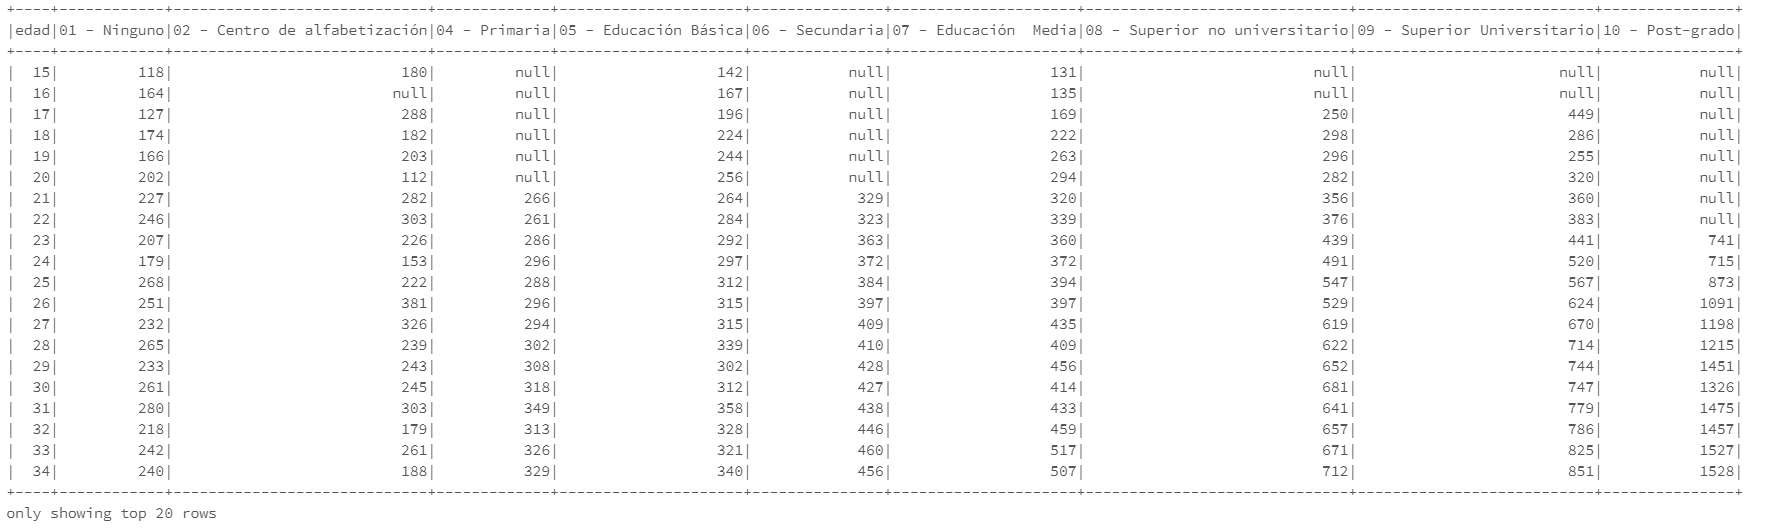 +----+------------+-----------------------------+-------------+---------------------+---------------+---------------------+------------------------------+---------------------------+---------------+
|edad|01 - Ninguno|02 - Centro de alfabetización|04 - Primaria|05 - Educación Básica|06 - Secundaria|07 - Educación  Media|08 - Superior no universitario|09 - Superior Universitario|10 - Post-grado|
+----+------------+-----------------------------+-------------+---------------------+---------------+---------------------+------------------------------+---------------------------+---------------+
|  15|         118|                          180|         null|                  142|           null|                  131|                          null|                       null|           null|
|  16|         164|                         null|         null|                  167|           null|                  135|                          null|                       null|           null|
|  17|         127|                          288|         null|                  196|           null|                  169|                           250|                        449|           null|
|  18|         174|                          182|         null|                  224|           null|                  222|                           298|                        286|           null|
|  19|         166|                          203|         null|                  244|           null|                  263|                           296|                        255|           null|
|  20|         202|                          112|         null|                  256|           null|                  294|                           282|                        320|           null|
|  21|         227|                          282|          266|                  264|            329|                  320|                           356|                        360|           null|
|  22|         246|                          303|          261|                  284|            323|                  339|                           376|                        383|           null|
|  23|         207|                          226|          286|                  292|            363|                  360|                           439|                        441|            741|
|  24|         179|                          153|          296|                  297|            372|                  372|                           491|                        520|            715|
|  25|         268|                          222|          288|                  312|            384|                  394|                           547|                        567|            873|
|  26|         251|                          381|          296|                  315|            397|                  397|                           529|                        624|           1091|
|  27|         232|                          326|          294|                  315|            409|                  435|                           619|                        670|           1198|
|  28|         265|                          239|          302|                  339|            410|                  409|                           622|                        714|           1215|
|  29|         233|                          243|          308|                  302|            428|                  456|                           652|                        744|           1451|
|  30|         261|                          245|          318|                  312|            427|                  414|                           681|                        747|           1326|
|  31|         280|                          303|          349|                  358|            438|                  433|                           641|                        779|           1475|
|  32|         218|                          179|          313|                  328|            446|                  459|                           657|                        786|           1457|
|  33|         242|                          261|          326|                  321|            460|                  517|                           671|                        825|           1527|
|  34|         240|                          188|          329|                  340|            456|                  507|                           712|                        851|           1528|
+----+------------+-----------------------------+-------------+---------------------+---------------+---------------------+------------------------------+---------------------------+---------------+
only showing top 20 rows